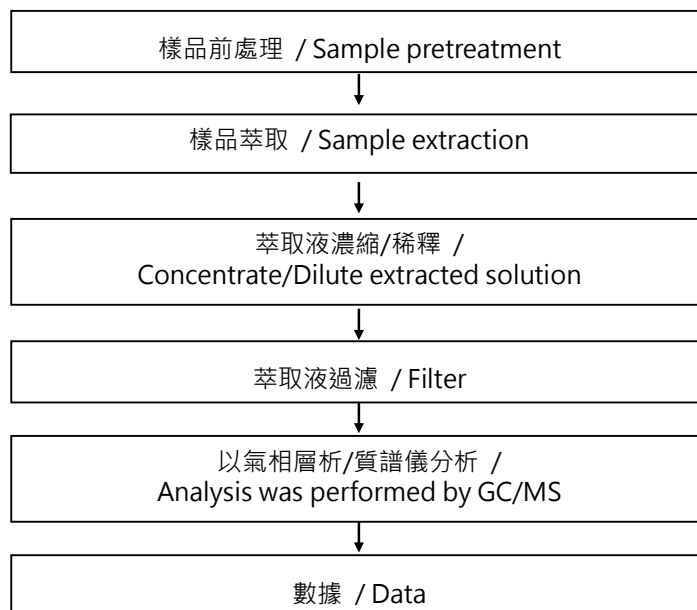 樣品前處理 / Sample pretreatment
樣品萃取 / Sample extraction
萃取液濃縮/稀釋 /
Concentrate/Dilute extracted solution
萃取液過濾 / Filter
以氣相層析/質譜儀分析 /
Analysis was performed by GC/MS
數據 / Data